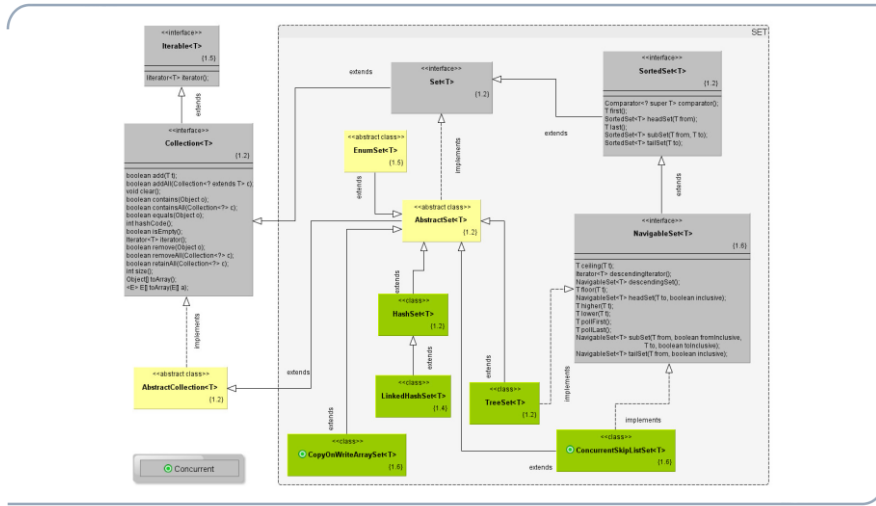 <<interface>>
Iterable<T>
{1.5}
Iterator<T> iterator();
extends
<<interface>>
Collection<T>
{1.2}
boolean add(T t);
boolean addAll(Collection<? extends T> c);
void clear();
boolean contains(Object o);
boolean containsAll(Collection<?> c);
boolean equals(Object o);
int hashCode();
boolean isEmpty();
Iterator<T> iterator();
boolean remove(Object o);
boolean removeAll(Collection<?> c);
boolean retainAll(Collection<?> c);
int size();
Object[] toArray();
<E> E[] toArray(E[] a);
implements
<<abstract class>>
AbstractCollection<T>
{1.2}
Concurrent
SET
extends
<<interface>>
Set<T>
{1.2}
implements
<<abstract class>>
EnumSet<T>
{1.5}
extends
<<abstract class>>
AbstractSet<T>
{1.2}
extends
extends
<<class>>
HashSet<T>
{1.2}
extends
<<class>>
LinkedHashSet<T>
{1.4}
extends
<<class>>
CopyOnWriteArraySet<T>
{1.5}
extends
<<class>>
TreeSet<T>
{1.2}
implements
extends
<<interface>>
SortedSet<T>
{1.2}
Comparator<? super T> comparator();
T first();
SortedSet<T> headSet(T from);
T last();
SortedSet<T> subSet(T from, T to);
SortedSet<T> tailSet(T to);
extends
<<interface>>
NavigableSet<T>
{1.6}
T ceiling(T t);
Iterator<T> descendingIterator();
NavigableSet<T> descendingSet();
T floor(T t);
NavigableSet<T> headSet(T to, boolean inclusive);
T higher(T t);
T lower(T t);
T pollFirst();
T pollLast();
NavigableSet<T> subSet(T from, boolean fromInclusive,
T to, boolean toInclusive);
NavigableSet<T> tailSet(T from, boolean inclusive);
implements
extends
<<class>>
ConcurrentSkipListSet<T>
{1.6}